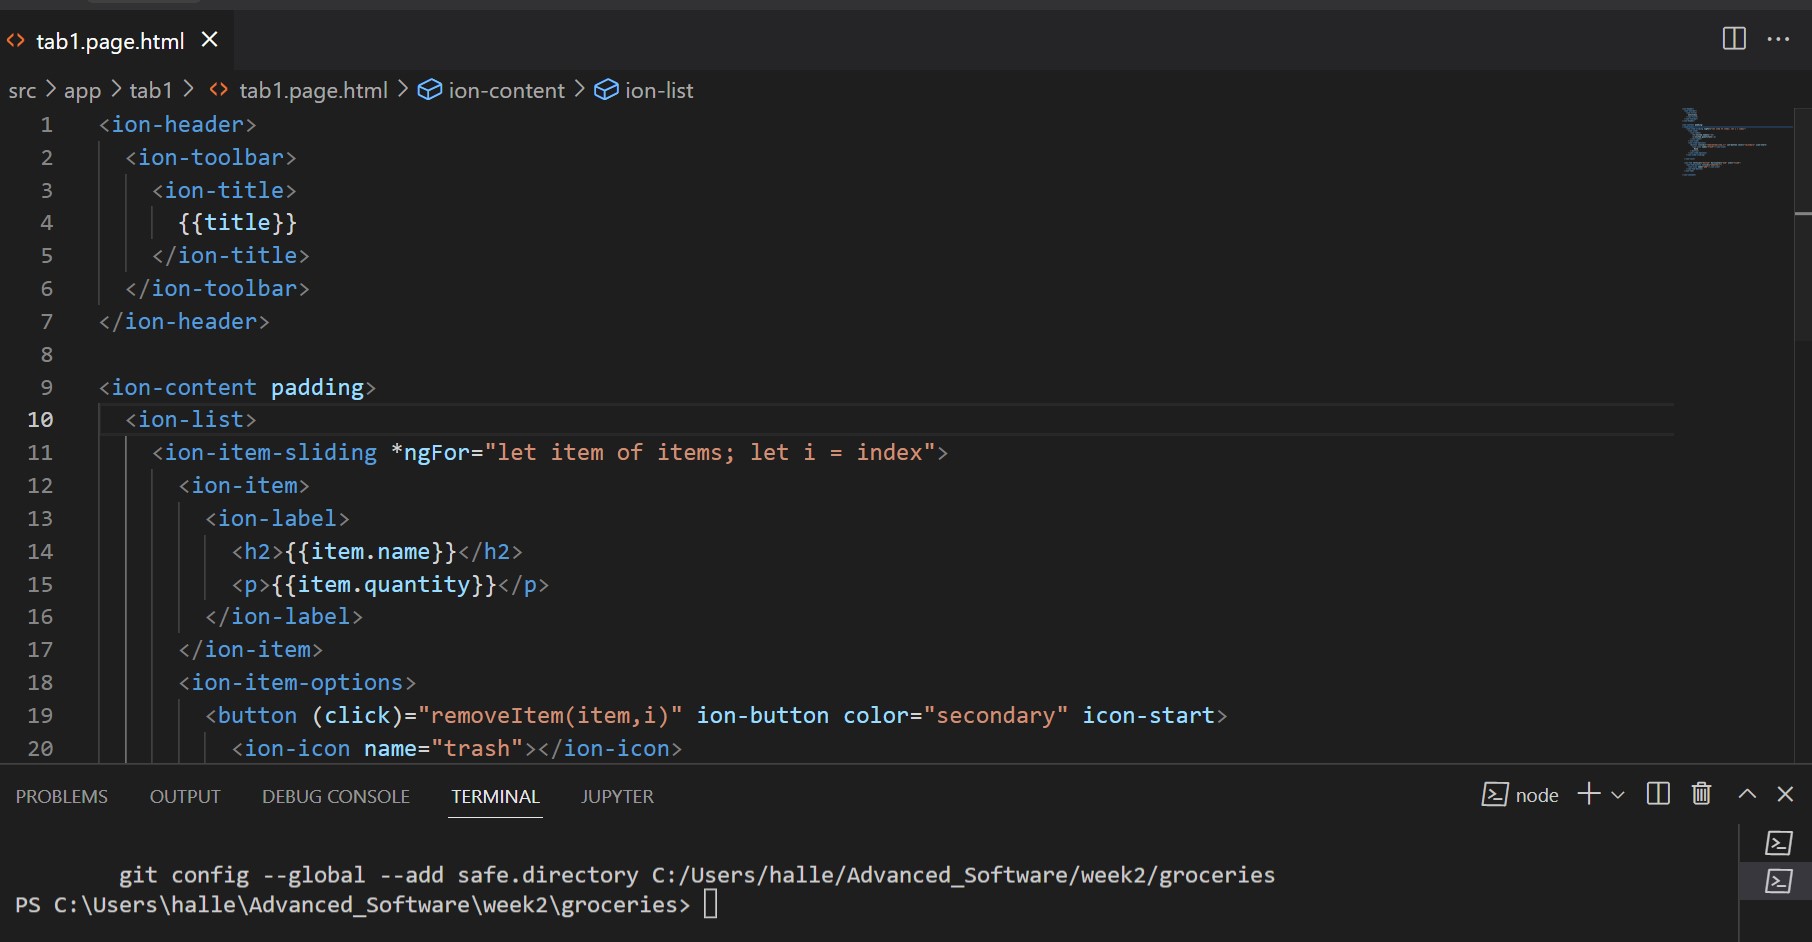 tab1.page.html
src > app > tab1 > tab1.page.html > ion-content > ion-list
1 <ion-header>
2 <ion-toolbar>
3 <ion-title>
4 {{title}}
5 </ion-title>
6 </ion-toolbar>
7 </ion-header>
8
9 <ion-content padding>
10 <ion-list>
11 <ion-item-sliding *ngFor="let item of items; let i = index">
12 <ion-item>
13 <ion-label>
14 <h2>{{item.name}}</h2>
15 <p>{{item.quantity}}</p>
16 </ion-label>
17 </ion-item>
18 <ion-item-options>
19 <button (click)="removeItem(item,i)" ion-button color="secondary" icon-start>
20 <ion-icon name="trash"></ion-icon>
PROBLEMS OUTPUT DEBUG CONSOLE TERMINAL JUPYTER node
git config --global --add safe.directory C:/Users/halle/Advanced_Software/week2/groceries
PS C:\Users\halle\Advanced_Software\week2\groceries>